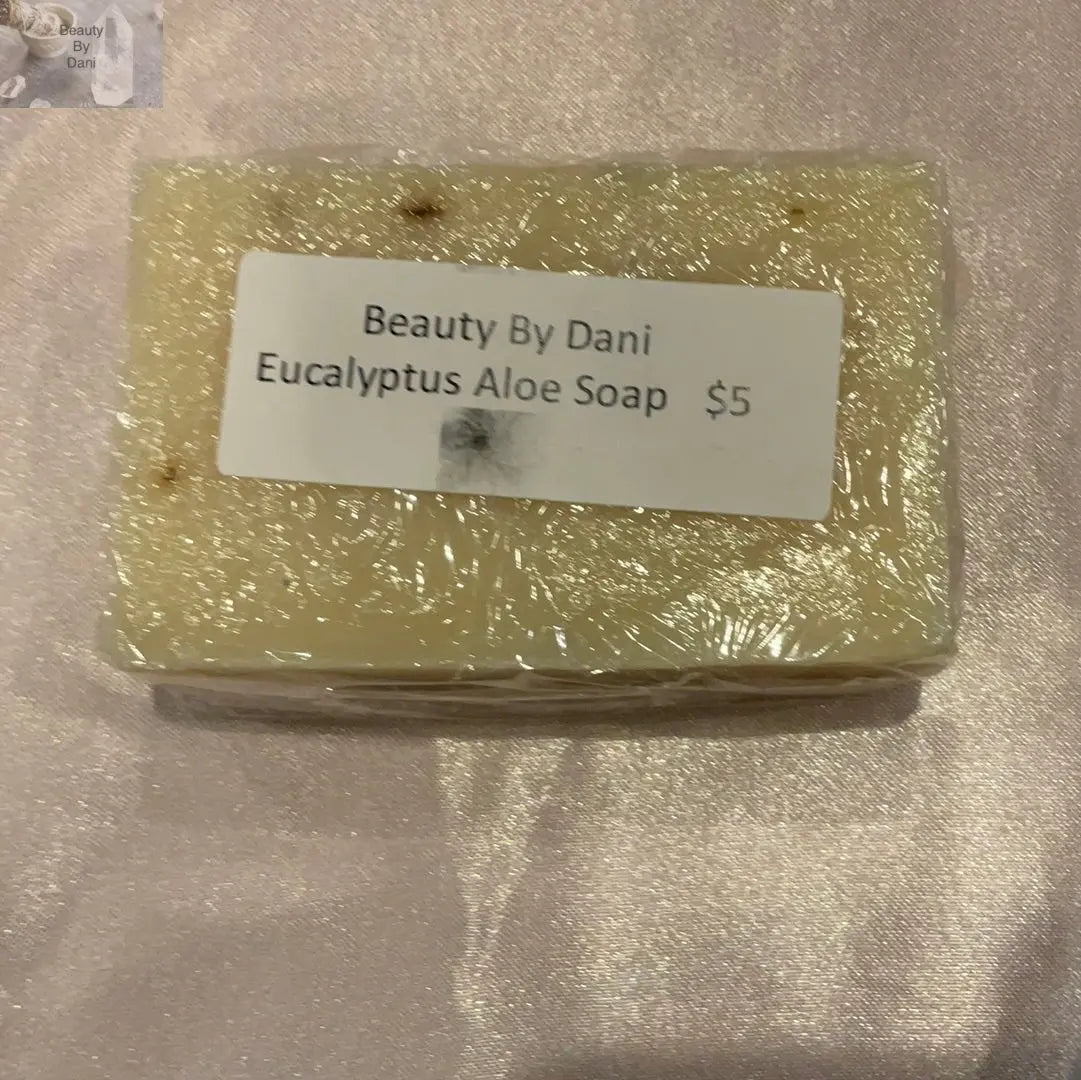 Beauty
By
Dani
Beauty By Dani
Eucalyptus Aloe Soap $5